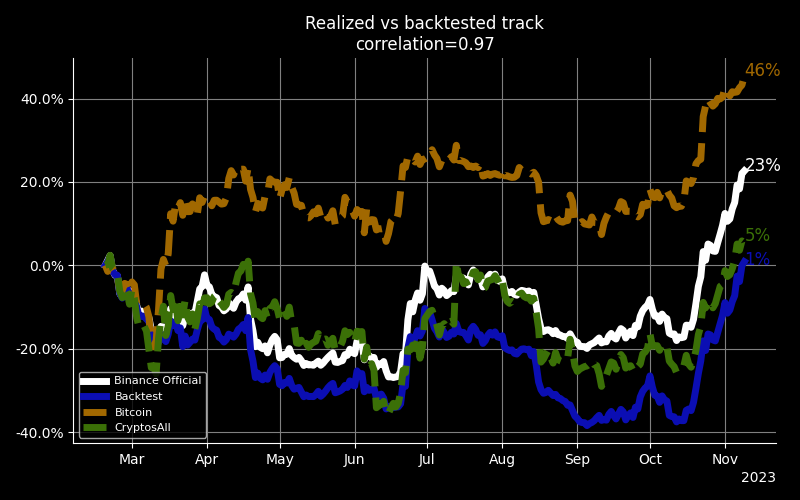 Realized vs backtested track
correlation=0.97
46%
40.0%
23%
20.0%
5%
1%
0.0%
-20.0%
Binance Official
Backtest
Bitcoin
CryptosAll
-40.0%
Mar Apr May Jun Jul Aug Sep Oct Nov
2023